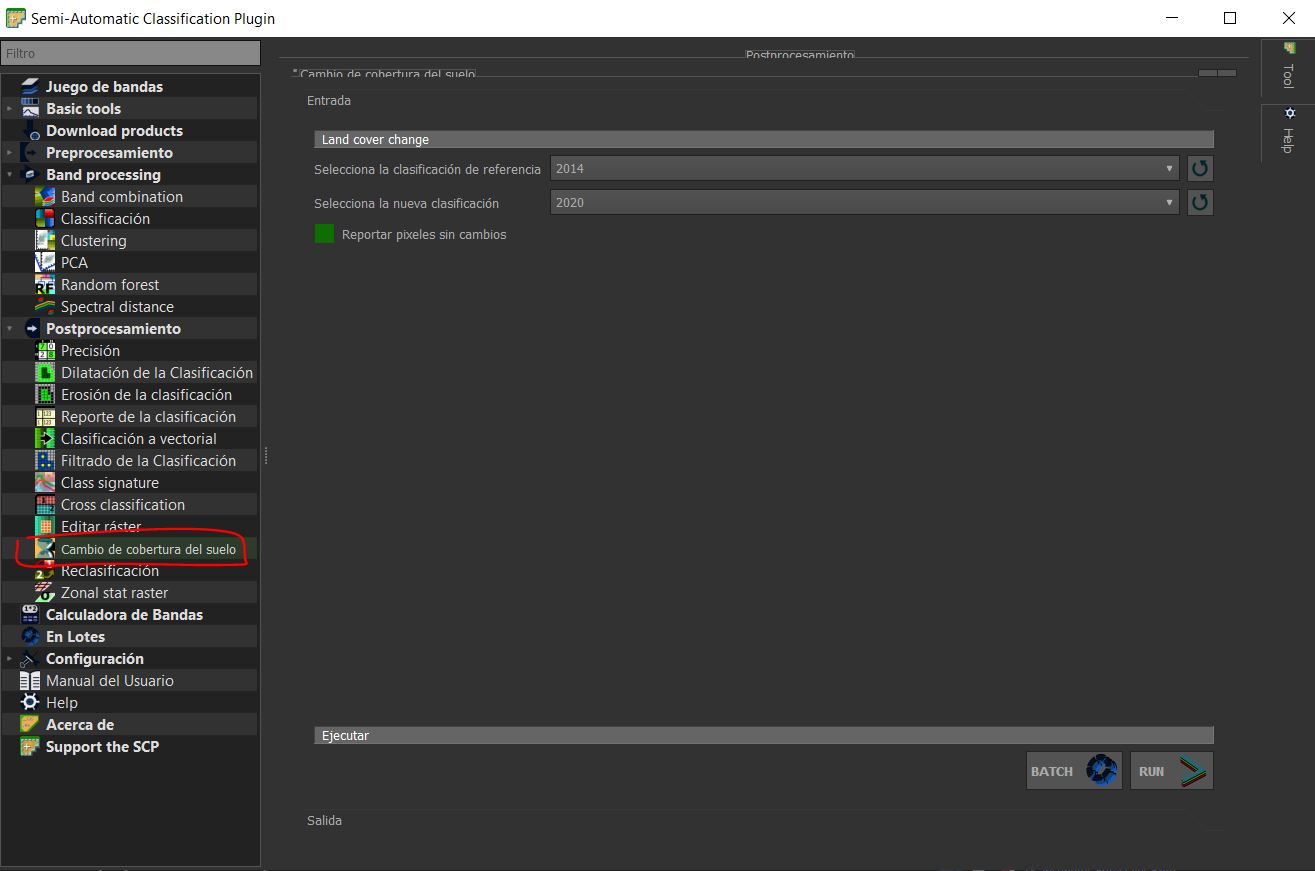 Semi-Automatic Classification Plugin
Filtro
Juego de bandas
Basic tools
Download products
Preprocesamiento
Band processing
Band combination
Classificación
Clustering
PCA
Random forest
Spectral distance
Postprocesamiento
Precisión
Dilatación de la Clasificación
Erosión de la clasificación
Reporte de la clasificación
Clasificación a vectorial
Filtrado de la Clasificación
Class signature
Cross classification
Editar ráster
Cambio de cobertura del suelo
Reclasificación
Zonal stat raster
Calculadora de Bandas
En Lotes
Configuración
Manual del Usuario
Help
Acerca de
Support the SCP
Postprocesamiento
Cambio de cobertura del suelo
Entrada
Land cover change
Selecciona la clasificación de referencia 2014
Selecciona la nueva clasificación 2020
Reportar pixeles sin cambios
Ejecutar
BATCH RUN
Salida
Tool
Help